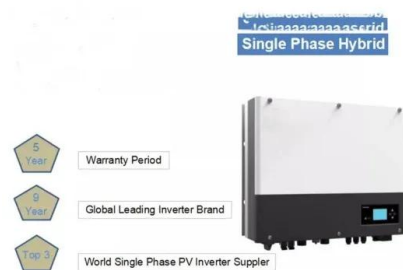 Single Phase Hybrid
5
Year
Warranty Period
9
Year
Global Leading Inverter Brand
Top 3
World Single Phase PV Inverter Suppler